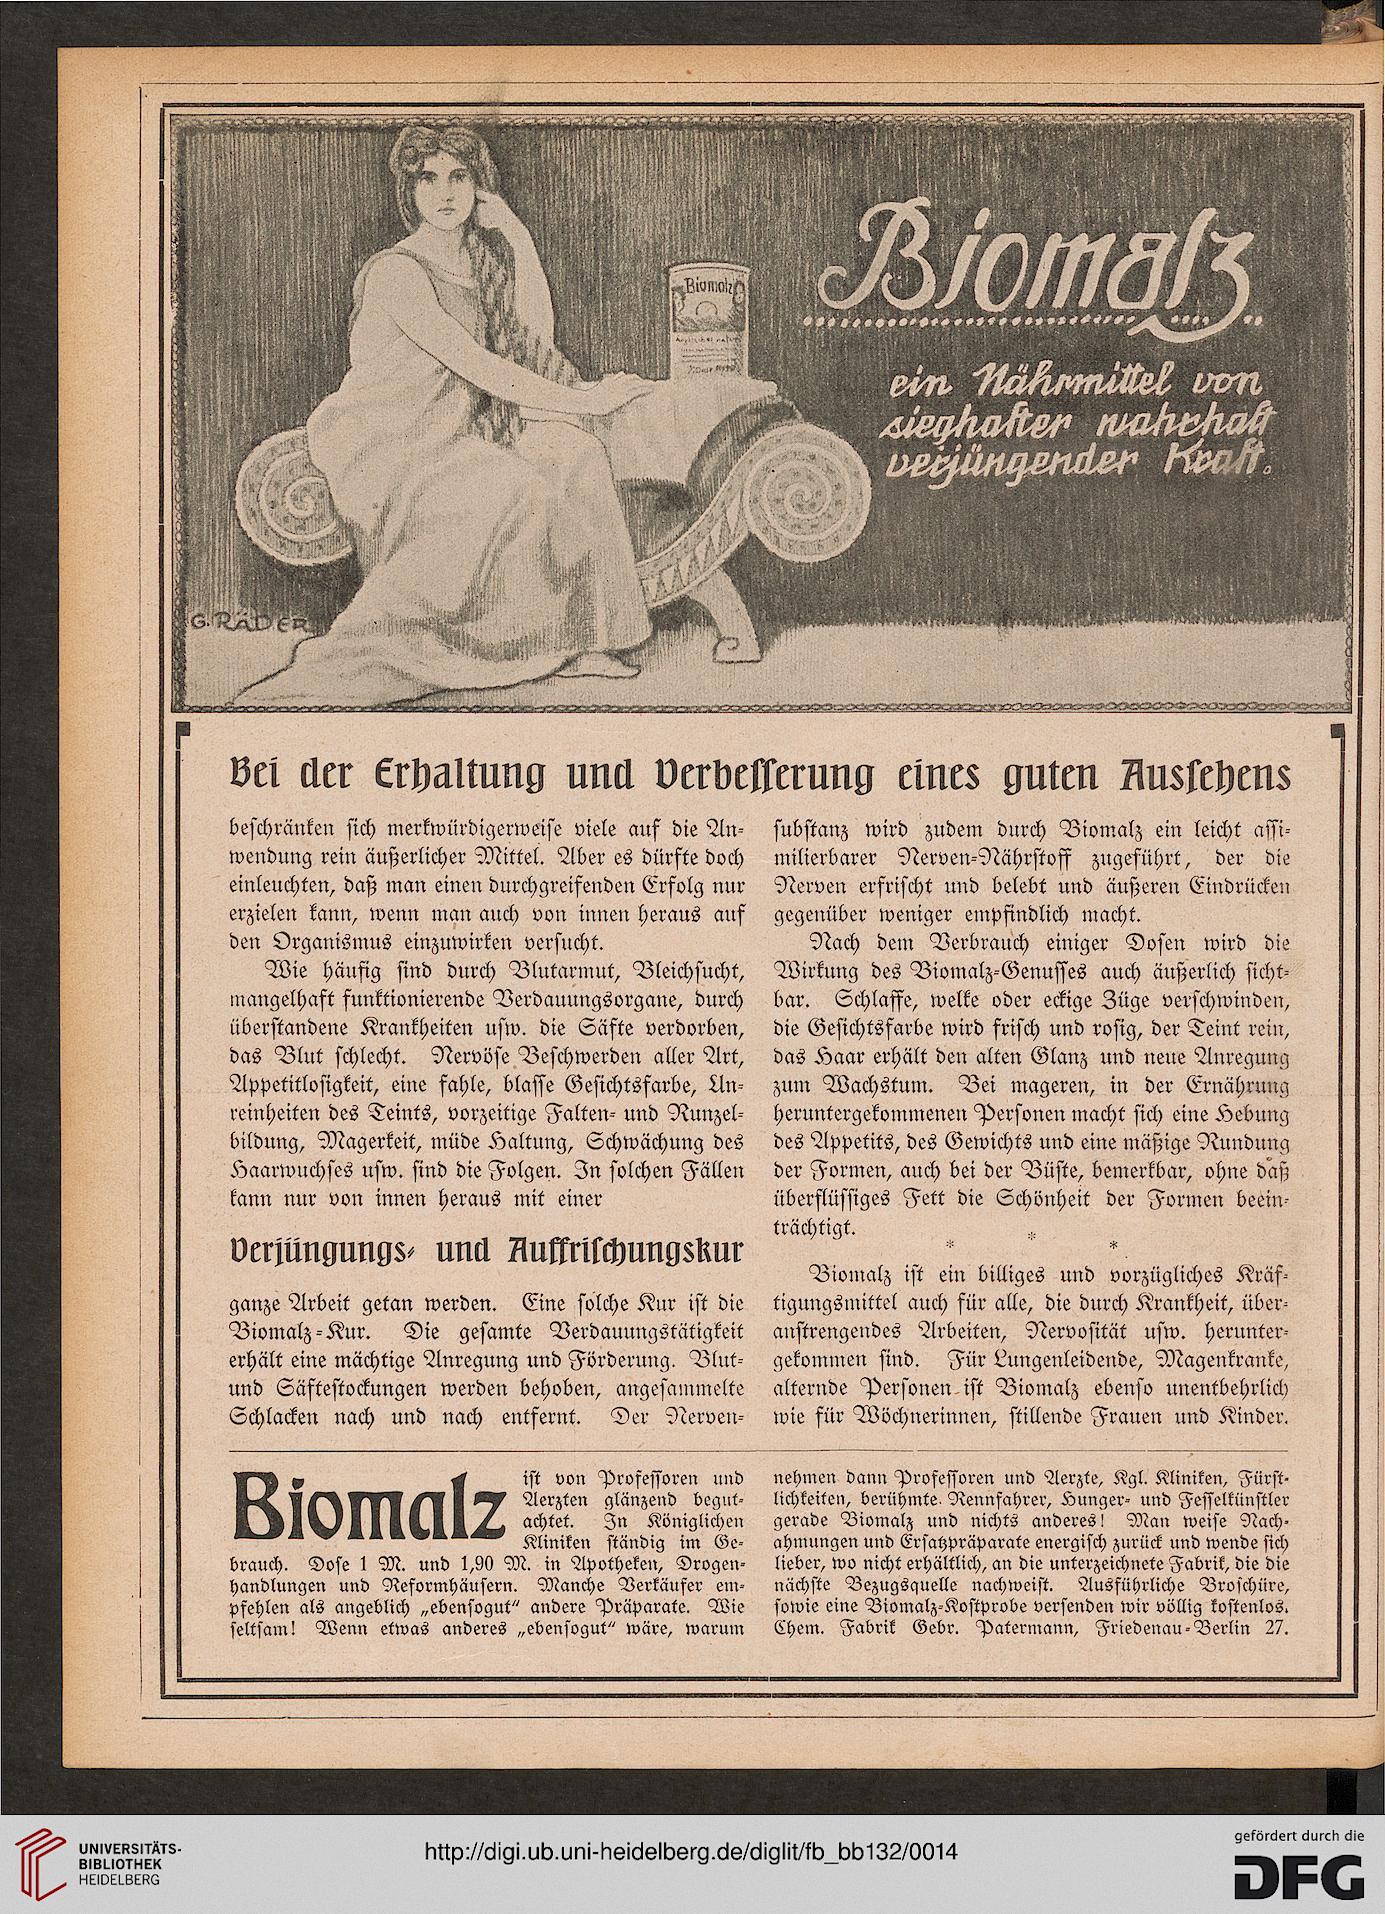 Biomalz
ein Nährmittel von
sieghafter wahrhaft
verjüngender Kraft.
Biomalz
G. RÄDER
Bei der Erhaltung und Verbesserung eines guten Aussehens
beschränken sich merkwürdigerweise viele auf die An-
wendung rein äußerlicher Mittel. Aber es dürfte doch
einleuchten, daß man einen durchgreifenden Erfolg nur
erzielen kann, wenn man auch von innen heraus auf
den Organismus einzuwirken versucht.
Wie häufig sind durch Blutarmut, Bleichsucht,
mangelhaft funktionierende Verdauungsorgane, durch
überstandene Krankheiten usw. die Säfte verdorben,
das Blut schlecht. Nervöse Beschwerden aller Art,
Appetitlosigkeit, eine fahle, blasse Gesichtsfarbe, Un-
reinheiten des Teints, vorzeitige Falten- und Runzel-
bildung, Magerkeit, müde Haltung, Schwächung des
Haarwuchses usw. sind die Folgen. In solchen Fällen
kann nur von innen heraus mit einer
Verjüngungs- und Auffrischungskur
ganze Arbeit getan werden. Eine solche Kur ist die
Biomalz-Kur. Die gesamte Verdauungstätigkeit
erhält eine mächtige Anregung und Förderung. Blut-
und Säftestockungen werden behoben, angesammelte
Schlacken nach und nach entfernt. Der Nerven-
substanz wird zudem durch Biomalz ein leicht assi-
milierbarer Nerven-Nährstoff zugeführt, der die
Nerven erfrischt und belebt und äußeren Eindrücken
gegenüber weniger empfindlich macht.
Nach dem Verbrauch einiger Dosen wird die
Wirkung des Biomalz-Genusses auch äußerlich sicht-
bar. Schlaffe, welke oder eckige Züge verschwinden,
die Gesichtsfarbe wird frisch und rosig, der Teint rein,
das Haar erhält den alten Glanz und neue Anregung
zum Wachstum. Bei mageren, in der Ernährung
heruntergekommenen Personen macht sich eine Hebung
des Appetits, des Gewichts und eine mäßige Rundung
der Formen, auch bei der Büste, bemerkbar, ohne daß
überflüssiges Fett die Schönheit der Formen beein-
trächtigt.
* * *
Biomalz ist ein billiges und vorzügliches Kräf-
tigungsmittel auch für alle, die durch Krankheit, über-
anstrengendes Arbeiten, Nervosität usw. herunter-
gekommen sind. Für Lungenleidende, Magenkranke,
alternde Personen ist Biomalz ebenso unentbehrlich
wie für Wöchnerinnen, stillende Frauen und Kinder.
Biomalz
ist von Professoren und
Aerzten glänzend begut-
achtet. In Königlichen
Kliniken ständig im Ge-
brauch. Dose 1 M. und 1,90 M. in Apotheken, Drogen-
handlungen und Reformhäusern. Manche Verkäufer em-
pfehlen als angeblich „ebensogut“ andere Präparate. Wie
seltsam! Wenn etwas anderes „ebensogut“ wäre, warum
nehmen dann Professoren und Aerzte, Kgl. Kliniken, Fürst-
lichkeiten, berühmte Rennfahrer, Hunger- und Fesselkünstler
gerade Biomalz und nichts anderes! Man weise Nach-
ahmungen und Ersatzpräparate energisch zurück und wende sich
lieber, wo nicht erhältlich, an die unterzeichnete Fabrik, die die
nächste Bezugsquelle nachweist. Ausführliche Broschüre,
sowie eine Biomalz-Kostprobe versenden wir völlig kostenlos.
Chem. Fabrik Gebr. Patermann, Friedenau-Berlin 27.
UNIVERSITÄTS-
BIBLIOTHEK
HEIDELBERG
http://digi.ub.uni-heidelberg.de/diglit/fb_bb132/0014
gefördert durch die
DFG